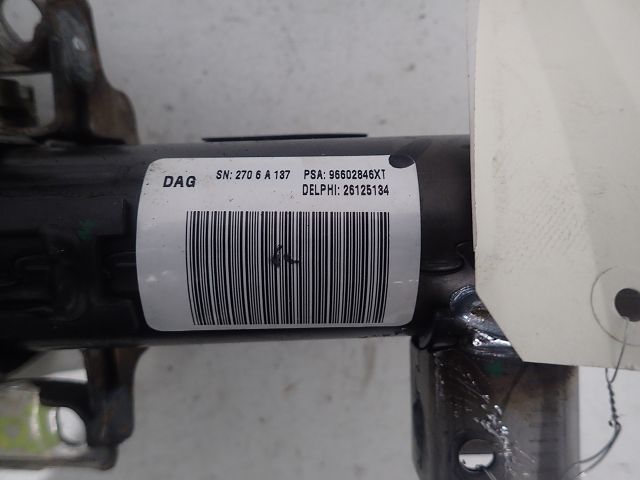 DAG SN: 270 6 A 137 PSA: 96602846XT
DELPHI: 26125134